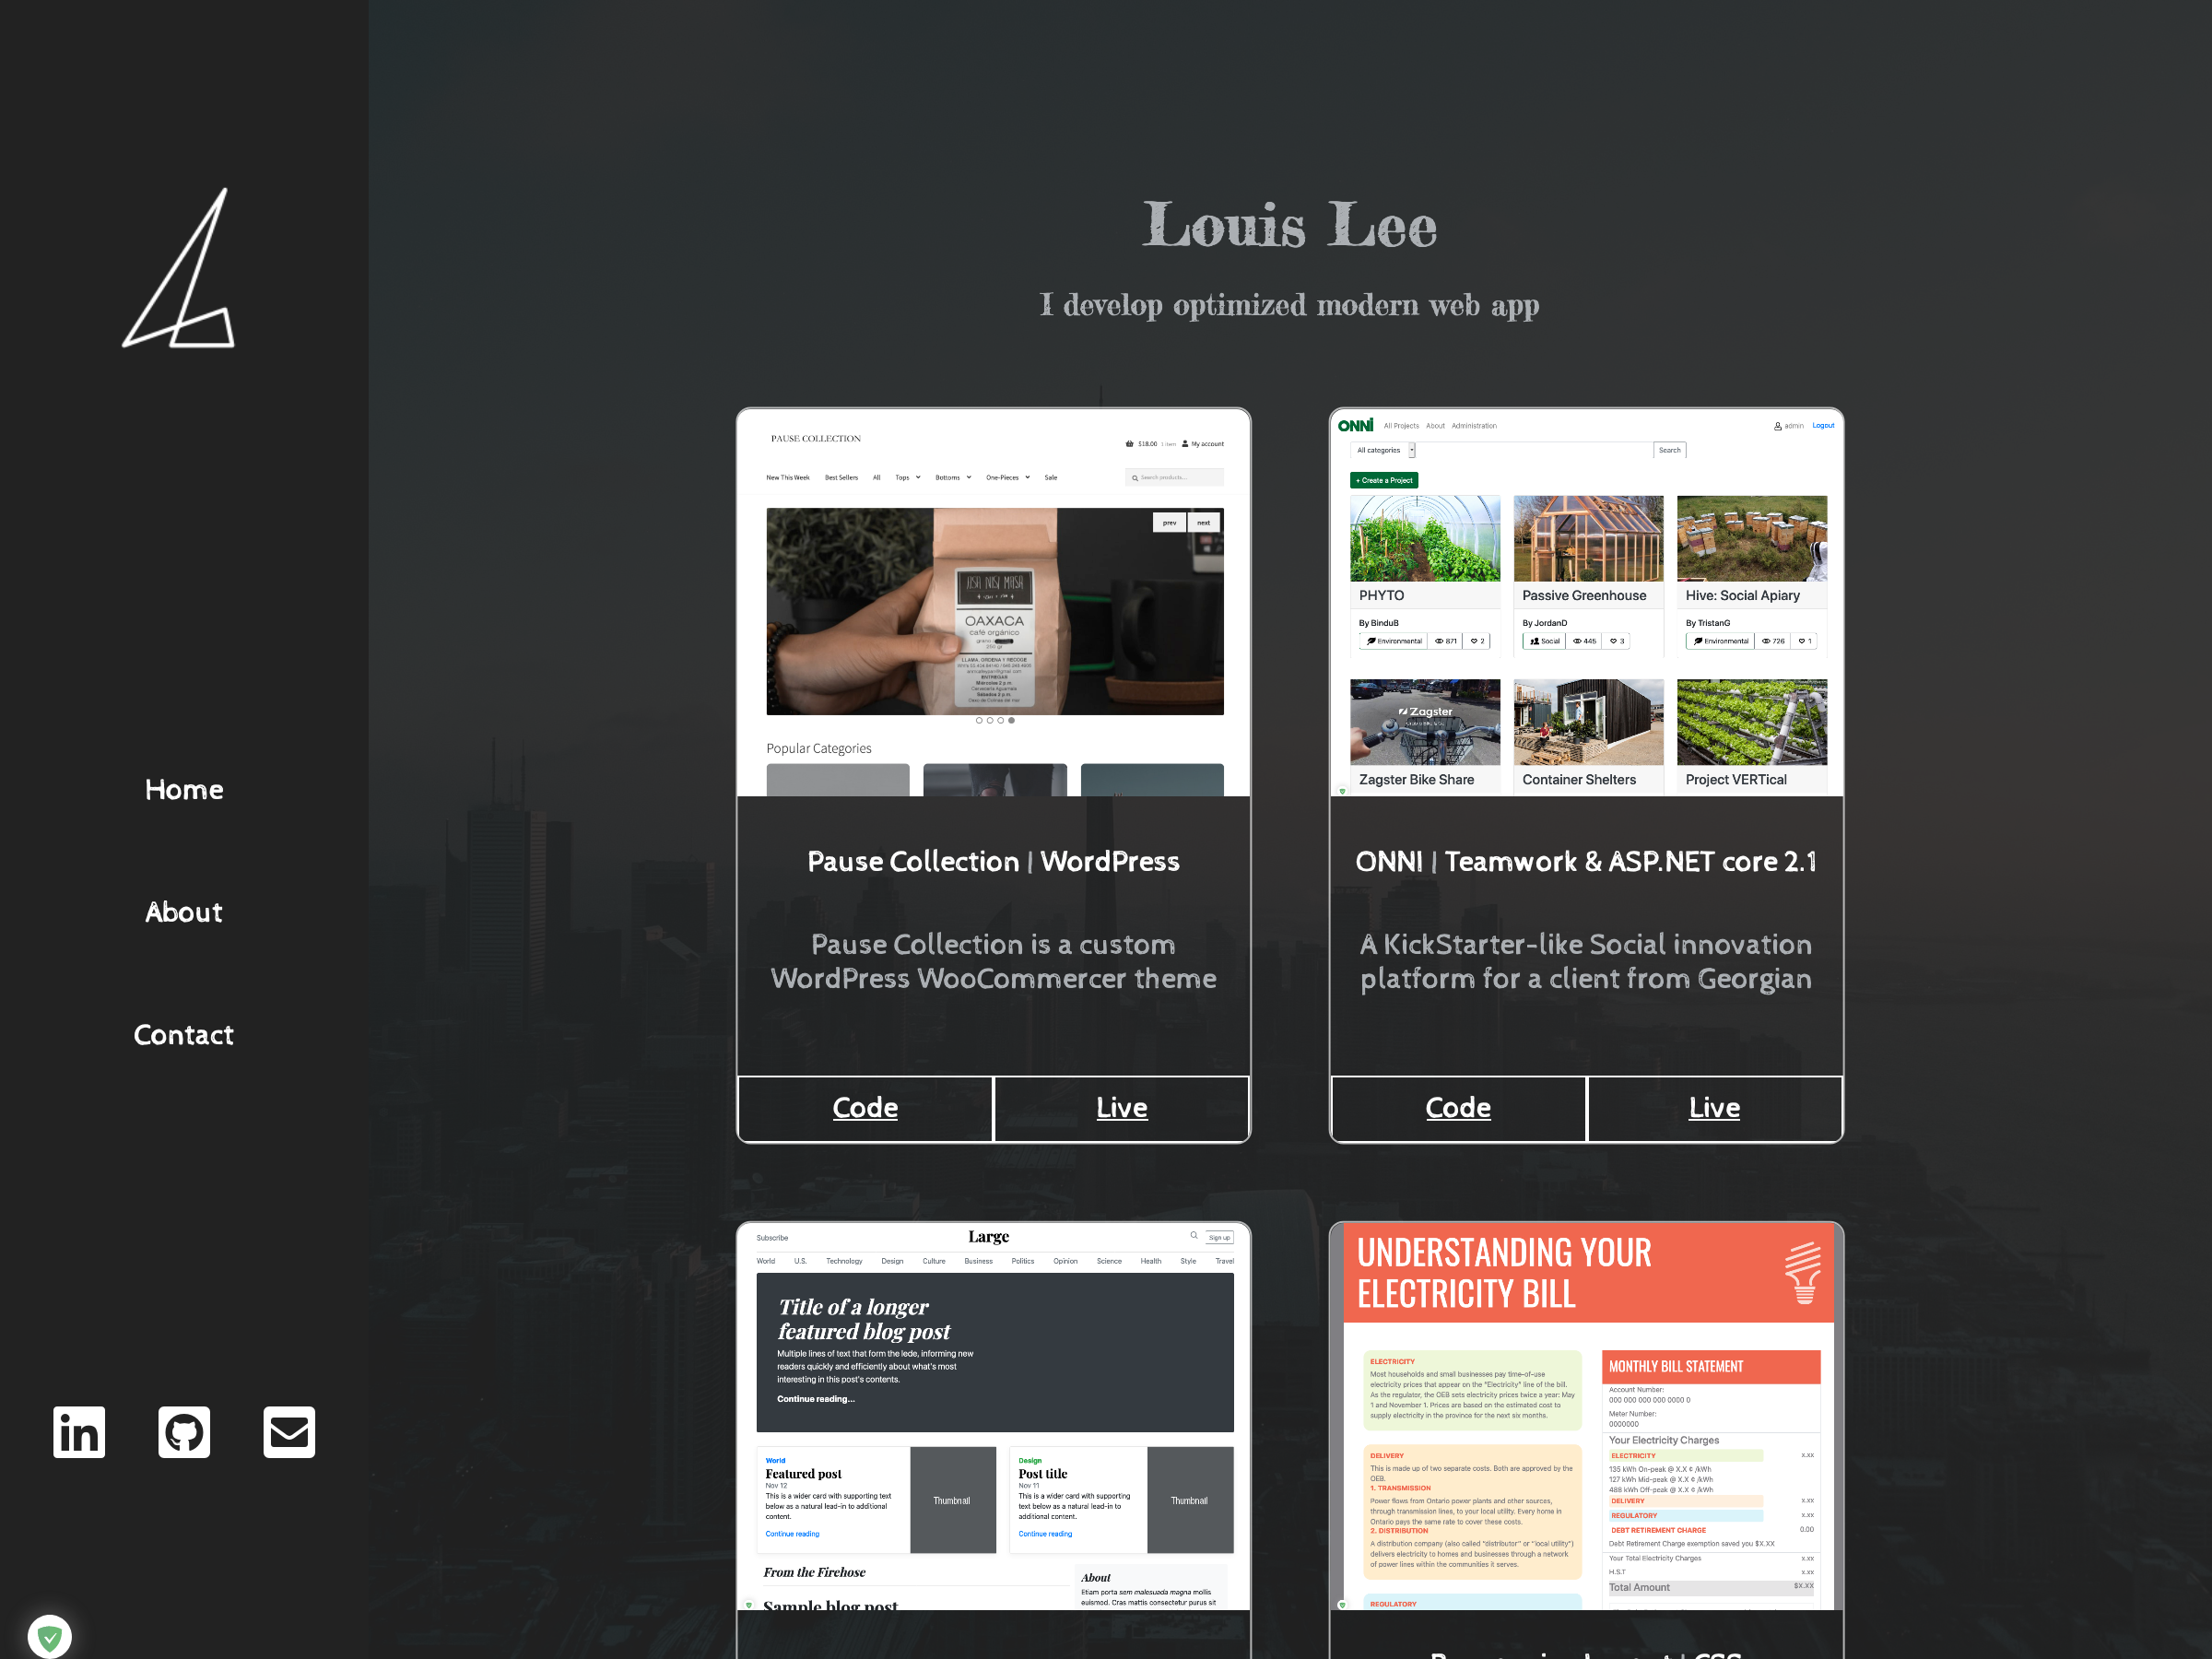 Louis Lee
I develop optimized modern web app
Home
About
Contact
PAUSE COLLECTION
$18.00 1 item My account
New This Week Best Sellers All Tops Bottoms One-Pieces Sale
Search products...
prev next
OAXACA
café orgánico
250 gr
LLAMA, ORDENA Y RECOGE
ENTREGAS
Miércoles 2 p.m.
Sábados 2 p.m.
Popular Categories
Pause Collection | WordPress
Pause Collection is a custom
WordPress WooCommercer theme
Code Live
ONNi All Projects About Administration admin Logout
All categories Search
+ Create a Project
PHYTO
By BinduB
Environmental 871 2
Passive Greenhouse
By JordanD
Social 445 3
Hive: Social Apiary
By TristanG
Environmental 726 1
Zagster
Zagster Bike Share
Container Shelters
Project VERTical
ONNI | Teamwork & ASP.NET core 2.1
A KickStarter-like Social innovation
platform for a client from Georgian
Code Live
Subscribe Large Sign up
World U.S. Technology Design Culture Business Politics Opinion Science Health Style Travel
Title of a longer
featured blog post
Multiple lines of text that form the lede, informing new
readers quickly and efficiently about what's most
interesting in this post's contents.
Continue reading...
World
Featured post
Nov 12
This is a wider card with supporting text
below as a natural lead-in to additional
content.
Continue reading
Thumbnail
Design
Post title
Nov 11
This is a wider card with supporting
text below as a natural lead-in to
additional content.
Continue reading
Thumbnail
From the Firehose
Sample blog post
About
Etiam porta sem malesuada magna mollis
euismod. Cras mattis consectetur purus sit
UNDERSTANDING YOUR
ELECTRICITY BILL
ELECTRICITY
Most households and small businesses pay time-of-use
electricity prices that appear on the "Electricity" line of the bill.
As the regulator, the OEB sets electricity prices twice a year: May
1 and November 1. Prices are based on the estimated cost to
supply electricity in the province for the next six months.
DELIVERY
This is made up of two separate costs. Both are approved by the
OEB.
1. TRANSMISSION
Power flows from Ontario power plants and other sources,
through transmission lines, to your local utility. Every home in
Ontario pays the same rate to cover these costs.
2. DISTRIBUTION
A distribution company (also called "distributor" or "local utility")
delivers electricity to homes and businesses through a network
of power lines within the communities it serves.
REGULATORY
MONTHLY BILL STATEMENT
Account Number:
000 000 000 000 0000 0
Meter Number:
0000000
Your Electricity Charges
ELECTRICITY x.xx
135 kWh On-peak @ X.X ¢ /kWh
127 kWh Mid-peak @ X.X ¢ /kWh
488 kWh Off-peak @ X.X ¢ /kWh
DELIVERY x.xx
REGULATORY x.xx
DEBT RETIREMENT CHARGE 0.00
Debt Retirement Charge exemption saved you $X.XX
Your Total Electricity Charges x.xx
H.S.T x.xx
Total Amount $X.XX